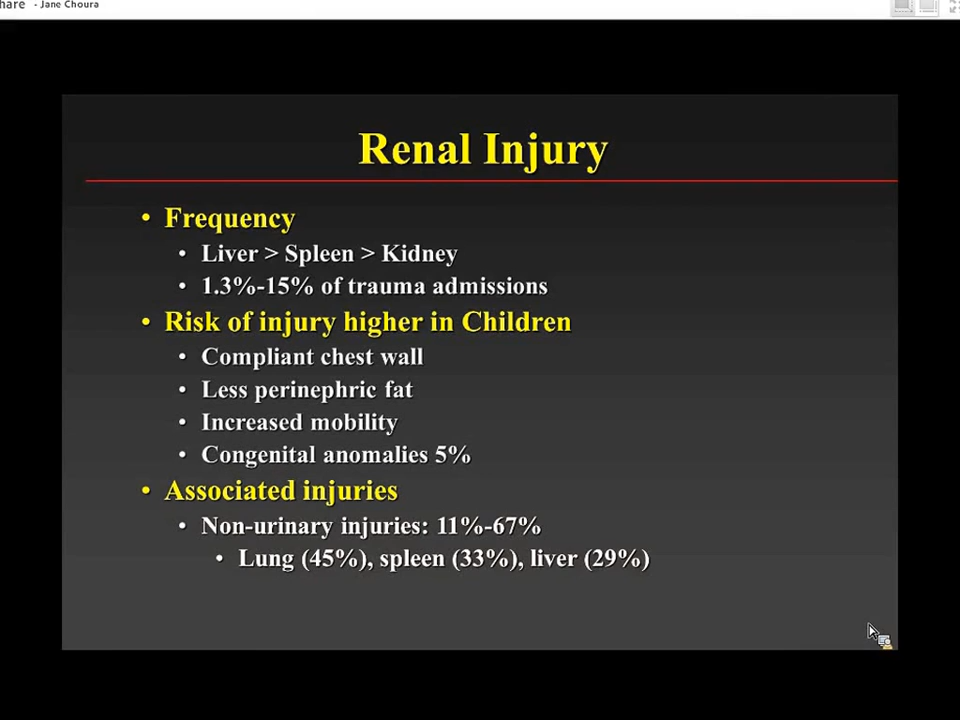 hare - Jane Choura
Renal Injury
• Frequency
• Liver > Spleen > Kidney
• 1.3%-15% of trauma admissions
• Risk of injury higher in Children
• Compliant chest wall
• Less perinephric fat
• Increased mobility
• Congenital anomalies 5%
• Associated injuries
• Non-urinary injuries: 11%-67%
• Lung (45%), spleen (33%), liver (29%)